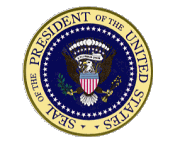 SEAL OF THE PRESIDENT OF THE UNITED STATES